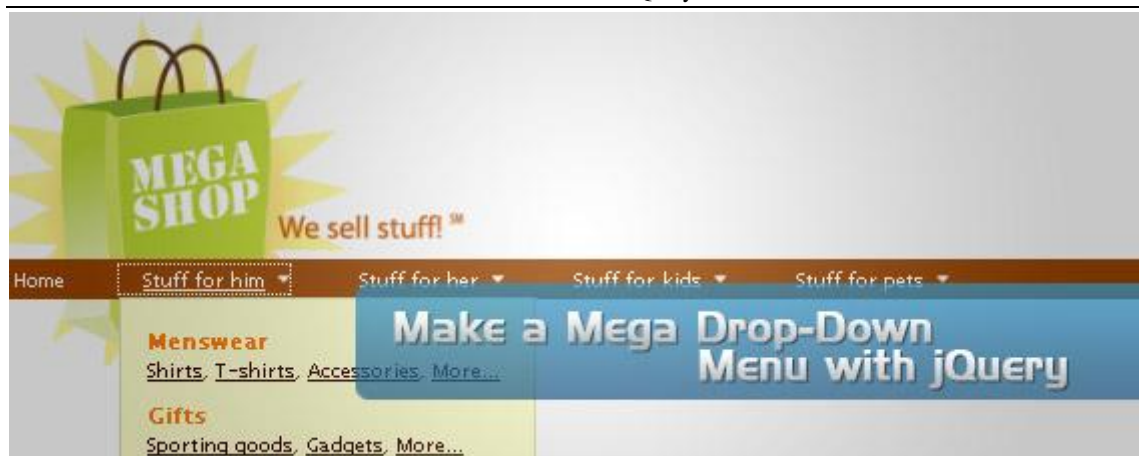 MEGA
SHOP
We sell stuff! SM
Home Stuff for him Stuff for her Stuff for kids Stuff for pets
Make a Mega Drop-Down
Menu with jQuery
Menswear
Shirts, T-shirts, Accessories, More...
Gifts
Sporting goods, Gadgets, More...